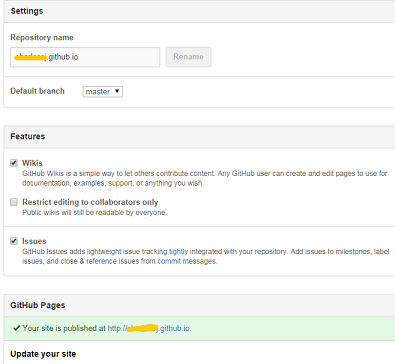 Settings
Repository name
.github.io
Rename
Default branch
master
Features
Wikis
GitHub Wikis is a simple way to let others contribute content. Any GitHub user can create and edit pages to use for
documentation, examples, support, or anything you wish.
Restrict editing to collaborators only
Public wikis will still be readable by everyone.
Issues
GitHub Issues adds lightweight issue tracking tightly integrated with your repository. Add issues to milestones, label
issues, and close & reference issues from commit messages.
GitHub Pages
Your site is published at http://.github.io.
Update your site